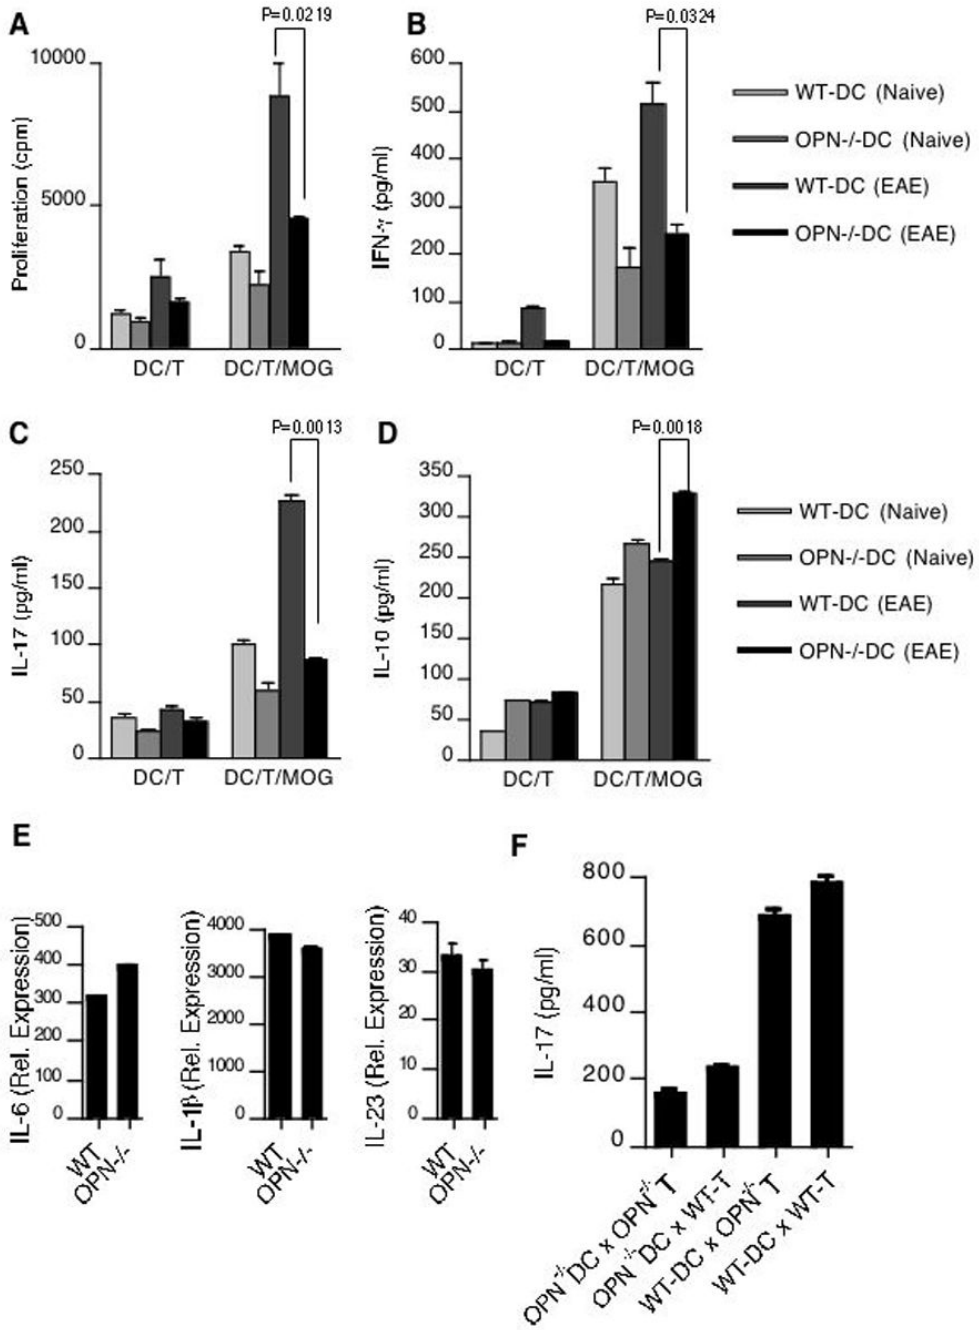 A
P=0.0219
Proliferation (cpm)
10000
5000
0
DC/T
DC/T/MOG
B
P=0.0324
IFN-γ (pg/ml)
600
500
400
300
200
100
0
DC/T
DC/T/MOG
WT-DC (Naive)
OPN-/-DC (Naive)
WT-DC (EAE)
OPN-/-DC (EAE)
C
P=0.0013
IL-17 (pg/ml)
250
200
150
100
50
0
DC/T
DC/T/MOG
D
P=0.0018
IL-10 (pg/ml)
350
300
250
200
150
100
50
0
DC/T
DC/T/MOG
WT-DC (Naive)
OPN-/-DC (Naive)
WT-DC (EAE)
OPN-/-DC (EAE)
E
IL-6 (Rel. Expression)
500
400
300
200
100
0
WT
OPN-/-
IL-1β (Rel. Expression)
4000
3000
2000
1000
0
WT
OPN-/-
IL-23 (Rel. Expression)
40
30
20
10
0
WT
OPN-/-
F
IL-17 (pg/ml)
800
600
400
200
0
OPN-/-DC x OPN-/-T
OPN-/-DC x WT-T
WT-DC x OPN-/-T
WT-DC x WT-T